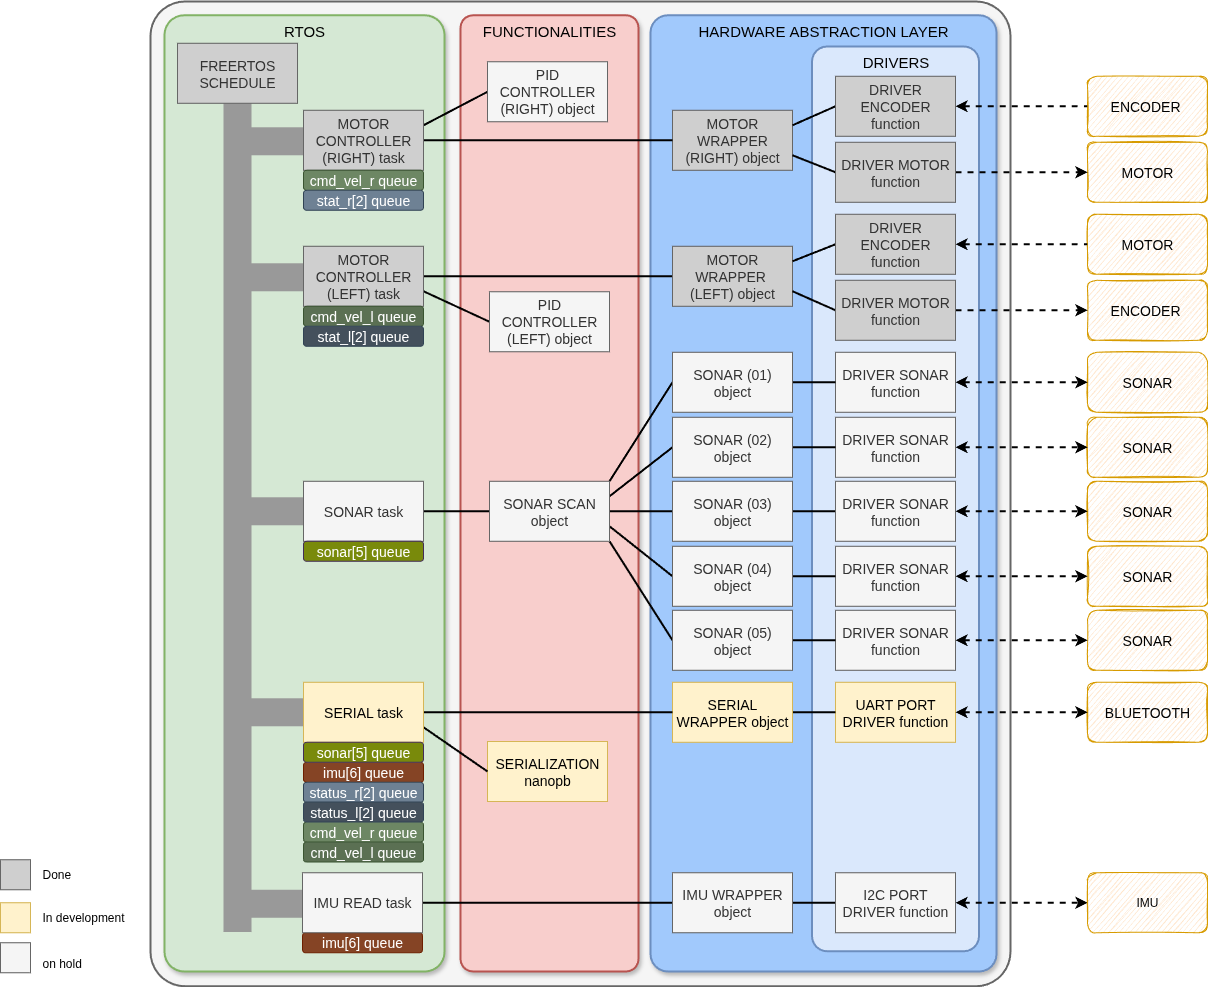 RTOS
FREERTOS
SCHEDULE
MOTOR
CONTROLLER
(RIGHT) task
cmd_vel_r queue
stat_r[2] queue
MOTOR
CONTROLLER
(LEFT) task
cmd_vel_l queue
stat_l[2] queue
SONAR task
sonar[5] queue
SERIAL task
sonar[5] queue
imu[6] queue
status_r[2] queue
status_l[2] queue
cmd_vel_r queue
cmd_vel_l queue
IMU READ task
imu[6] queue
FUNCTIONALITIES
PID
CONTROLLER
(RIGHT) object
PID
CONTROLLER
(LEFT) object
SONAR SCAN
object
SERIALIZATION
nanopb
HARDWARE ABSTRACTION LAYER
MOTOR
WRAPPER
(RIGHT) object
MOTOR
WRAPPER
(LEFT) object
SONAR (01)
object
SONAR (02)
object
SONAR (03)
object
SONAR (04)
object
SONAR (05)
object
SERIAL
WRAPPER object
IMU WRAPPER
object
DRIVERS
DRIVER
ENCODER
function
DRIVER MOTOR
function
DRIVER
ENCODER
function
DRIVER MOTOR
function
DRIVER SONAR
function
DRIVER SONAR
function
DRIVER SONAR
function
DRIVER SONAR
function
DRIVER SONAR
function
UART PORT
DRIVER function
I2C PORT
DRIVER function
ENCODER
MOTOR
MOTOR
ENCODER
SONAR
SONAR
SONAR
SONAR
SONAR
BLUETOOTH
IMU
Done
In development
on hold